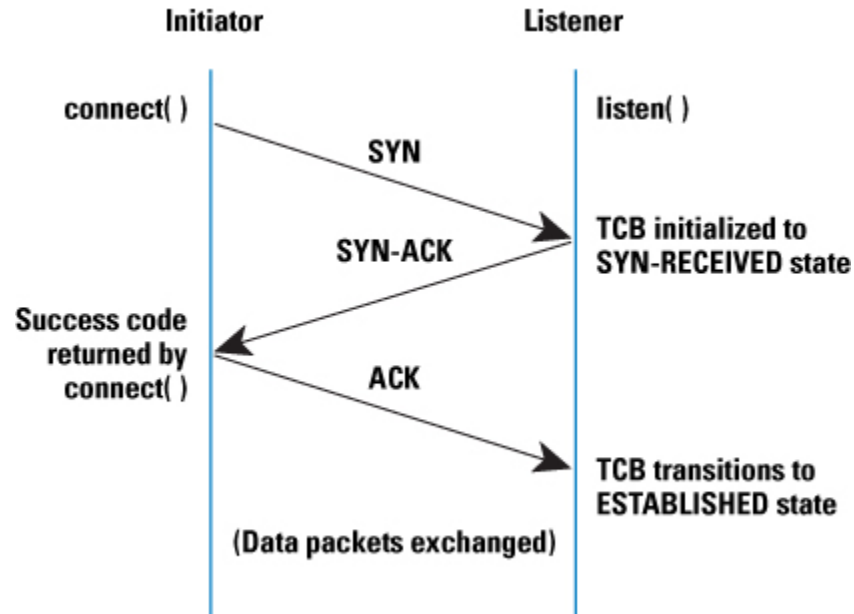 Initiator
Listener
connect( )
listen( )
SYN
TCB initialized to
SYN-RECEIVED state
SYN-ACK
Success code
returned by
connect( )
ACK
TCB transitions to
ESTABLISHED state
(Data packets exchanged)